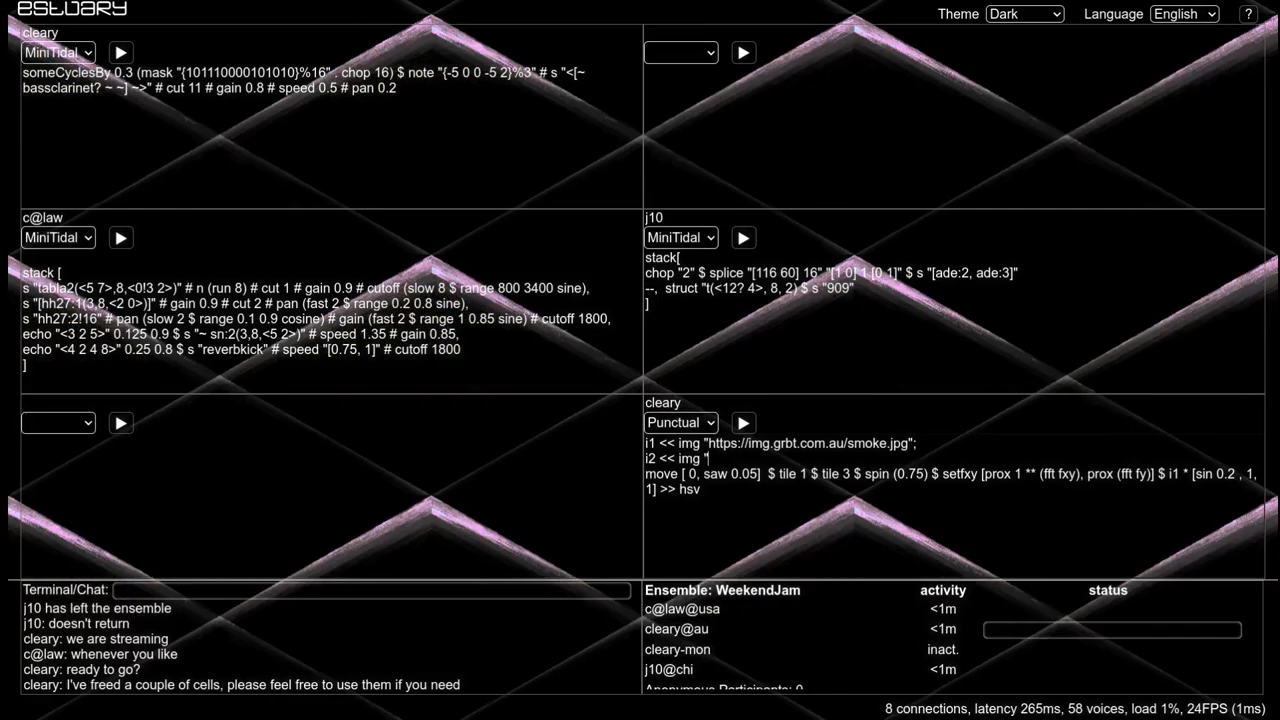 estuary
Theme Dark Language English ?
cleary
MiniTidal
someCyclesBy 0.3 (mask "{101110000101010}%16" . chop 16) $ note "{-5 0 0 -5 2}%3" # s "<[~
bassclarinet? ~ ~] ~>" # cut 11 # gain 0.8 # speed 0.5 # pan 0.2
c@law
MiniTidal
stack [
s "tabla2(<5 7>,8,<0!3 2>)" # n (run 8) # cut 1 # gain 0.9 # cutoff (slow 8 $ range 800 3400 sine),
s "[hh27:1(3,8,<2 0>)]" # gain 0.9 # cut 2 # pan (fast 2 $ range 0.2 0.8 sine),
s "hh27:2!16" # pan (slow 2 $ range 0.1 0.9 cosine) # gain (fast 2 $ range 1 0.85 sine) # cutoff 1800,
echo "<3 2 5>" 0.125 0.9 $ s "~ sn:2(3,8,<5 2>)" # speed 1.35 # gain 0.85,
echo "<4 2 4 8>" 0.25 0.8 $ s "reverbkick" # speed "[0.75, 1]" # cutoff 1800
]
j10
MiniTidal
stack[
chop "2" $ splice "[116 60] 16" "[1 0] 1 [0 1]" $ s "[ade:2, ade:3]"
--, struct "t(<12? 4>, 8, 2) $ s "909"
]
cleary
Punctual
i1 << img "https://img.grbt.com.au/smoke.jpg";
i2 << img "
move [ 0, saw 0.05] $ tile 1 $ tile 3 $ spin (0.75) $ setfxy [prox 1 ** (fft fxy), prox (fft fy)] $ i1 * [sin 0.2 , 1,
1] >> hsv
Terminal/Chat:
j10 has left the ensemble
j10: doesn't return
cleary: we are streaming
c@law: whenever you like
cleary: ready to go?
cleary: I've freed a couple of cells, please feel free to use them if you need
Ensemble: WeekendJam activity status
c@law@usa <1m
cleary@au <1m
cleary-mon inact.
j10@chi <1m
Anonymous Participants: 0
8 connections, latency 265ms, 58 voices, load 1%, 24FPS (1ms)